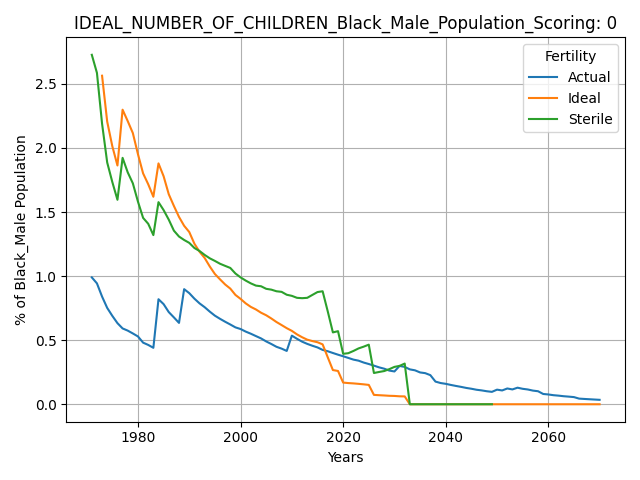 IDEAL_NUMBER_OF_CHILDREN_Black_Male_Population_Scoring: 0
Fertility
Actual
Ideal
Sterile
% of Black_Male Population
2.5
2.0
1.5
1.0
0.5
0.0
1980
2000
2020
2040
2060
Years